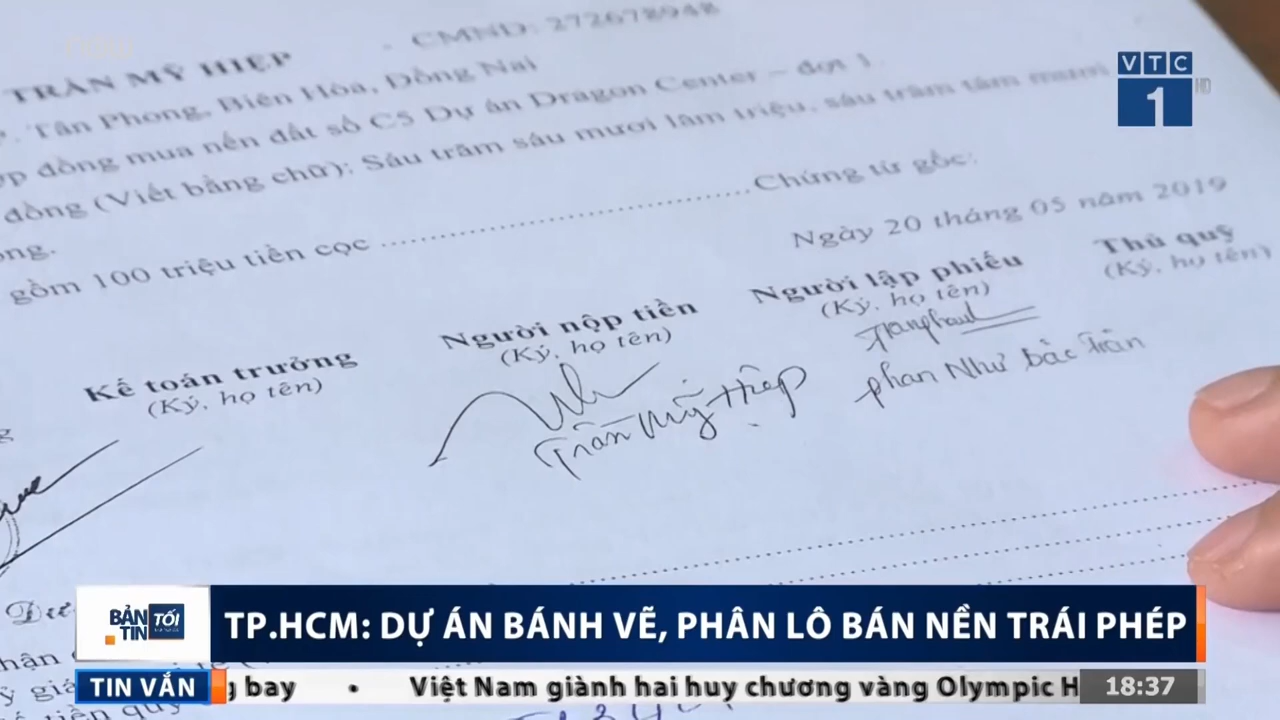 TRẦN MỸ HIỆP
CMND: 272678948
Tân Phong, Biên Hòa, Đồng Nai
đồng mua nền đất số C5 Dự án Dragon Center – đợt 1
đồng (Viết bằng chữ): Sáu trăm sáu mươi lăm triệu, sáu trăm tám mươi
gồm 100 triệu tiền cọc ........................................Chứng từ gốc:
Ngày 20 tháng 05 năm 2019
Kế toán trưởng
(Ký, họ tên)
Người nộp tiền
(Ký, họ tên)
Trần Mỹ Hiệp
Người lập phiếu
(Ký, họ tên)
phan Như bảo Trân
Thủ quỹ
(Ký, họ tên)
VTC
1
HD
BẢN TIN TỐI
TP.HCM: DỰ ÁN BÁNH VẼ, PHÂN LÔ BÁN NỀN TRÁI PHÉP
TIN VẮN
g bay • Việt Nam giành hai huy chương vàng Olympic H
18:37